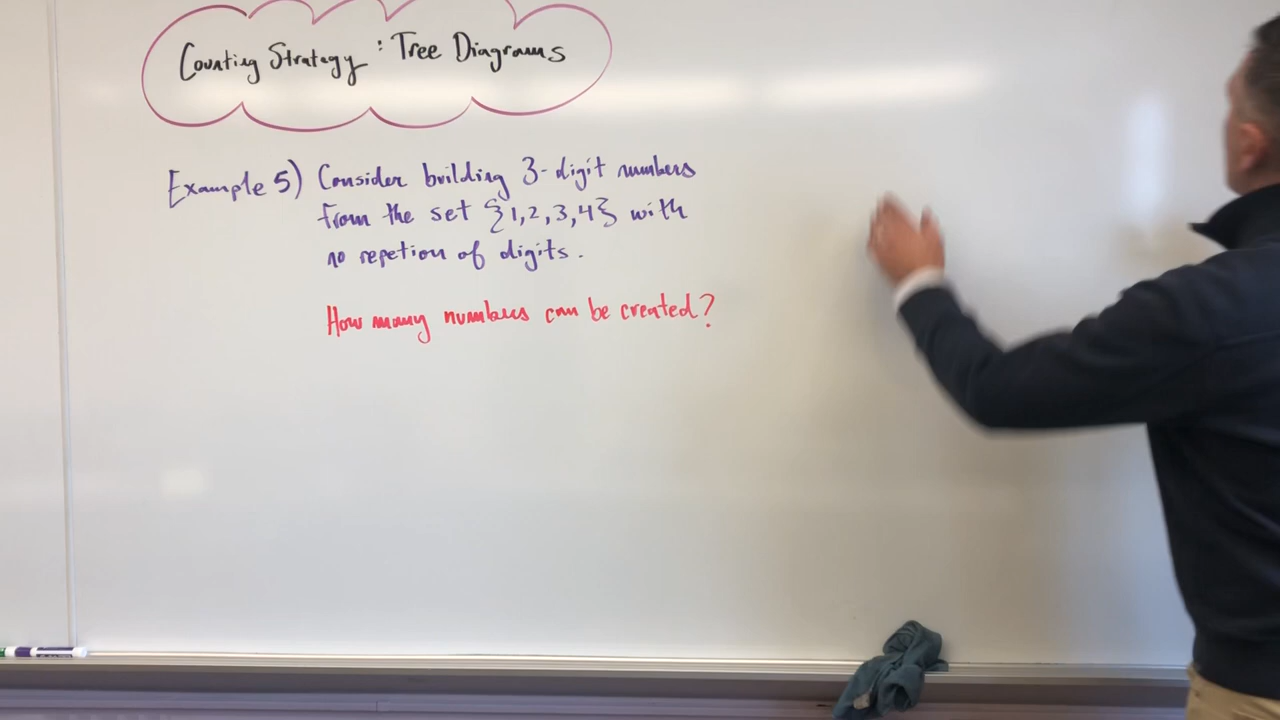 Counting Strategy : Tree Diagrams
Example 5) Consider building 3-digit numbers
from the set {1,2,3,4} with
no repetion of digits.
How many numbers can be created?